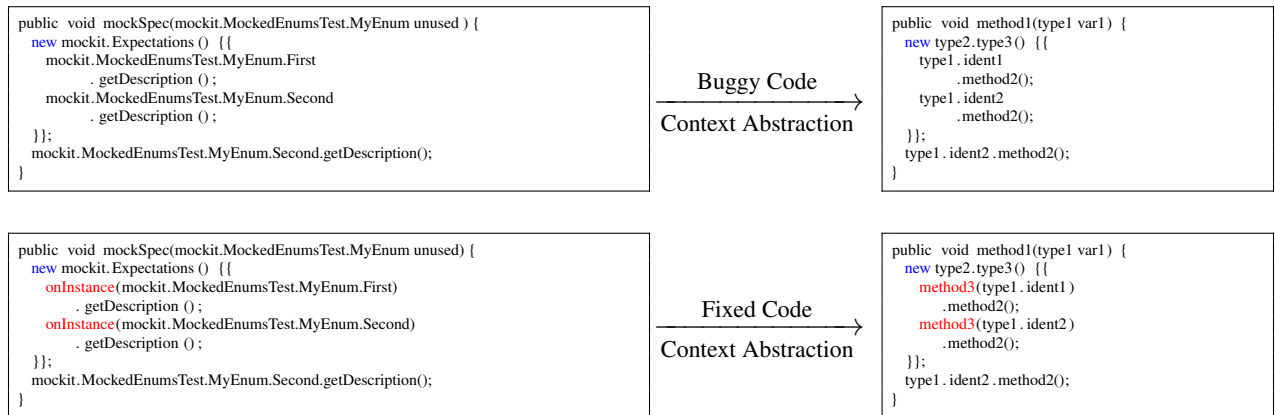 public void mockSpec(mockit.MockedEnumsTest.MyEnum unused ) {
new mockit.Expectations () {{
mockit.MockedEnumsTest.MyEnum.First
. getDescription () ;
mockit.MockedEnumsTest.MyEnum.Second
. getDescription () ;
}};
mockit.MockedEnumsTest.MyEnum.Second.getDescription();
}
Buggy Code
Context Abstraction
public void method1(type1 var1) {
new type2.type3() {{
type1 . ident1
.method2();
type1 . ident2
.method2();
}};
type1 . ident2 .method2();
}
public void mockSpec(mockit.MockedEnumsTest.MyEnum unused) {
new mockit.Expectations () {{
onInstance(mockit.MockedEnumsTest.MyEnum.First)
. getDescription () ;
onInstance(mockit.MockedEnumsTest.MyEnum.Second)
. getDescription () ;
}};
mockit.MockedEnumsTest.MyEnum.Second.getDescription();
}
Fixed Code
Context Abstraction
public void method1(type1 var1) {
new type2.type3() {{
method3(type1 . ident1 )
.method2();
method3(type1 . ident2 )
.method2();
}};
type1 . ident2 .method2();
}